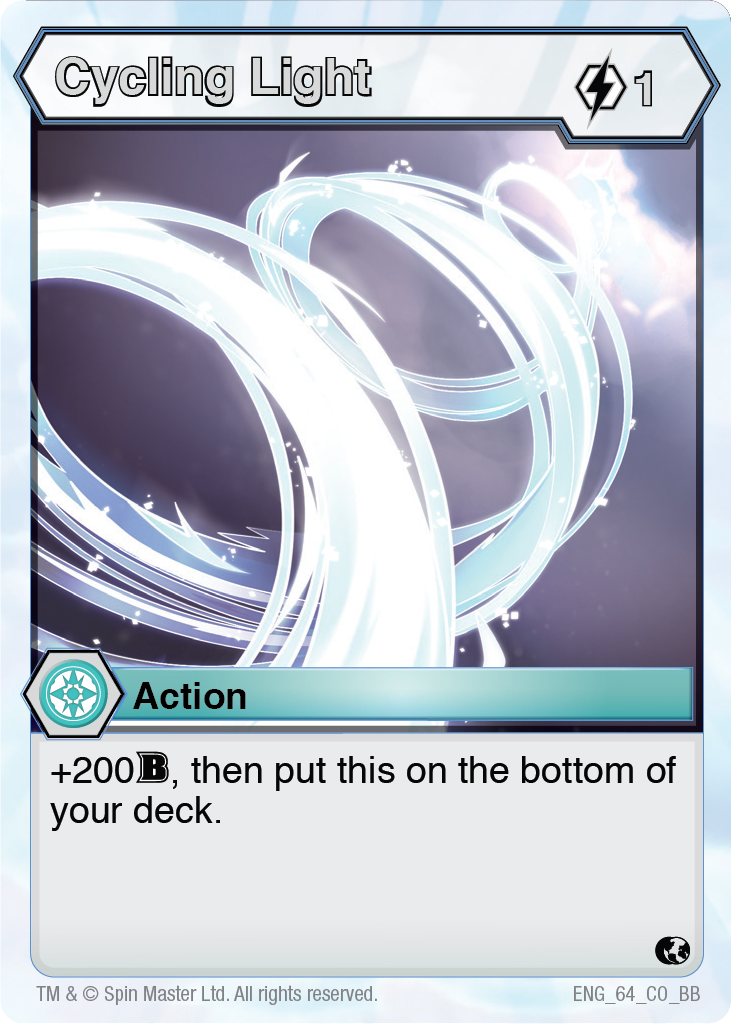 Cycling Light
1
Action
+200B, then put this on the bottom of
your deck.
TM & © Spin Master Ltd. All rights reserved.
ENG_64_CO_BB